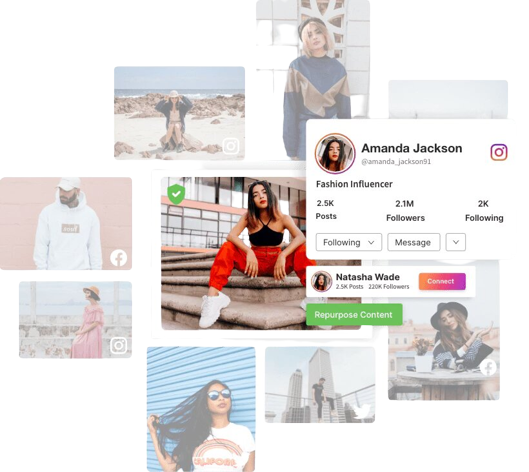 Amanda Jackson
@amanda_jackson91
Fashion Influencer
2.5K 2.1M 2K
Posts Followers Following
Following Message
Natasha Wade
2.5K Posts 220K Followers
Connect
Repurpose Content
CALIFORNIA